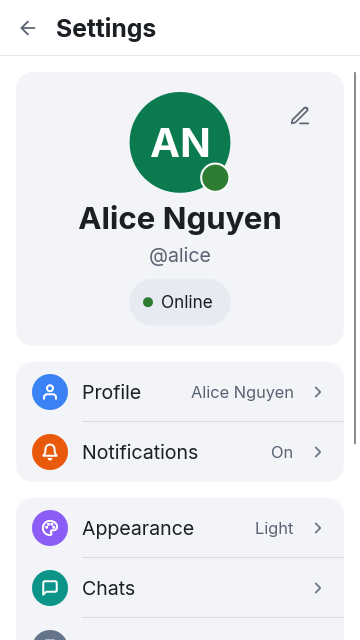 Settings
AN
Alice Nguyen
@alice
Online
Profile Alice Nguyen
Notifications On
Appearance Light
Chats